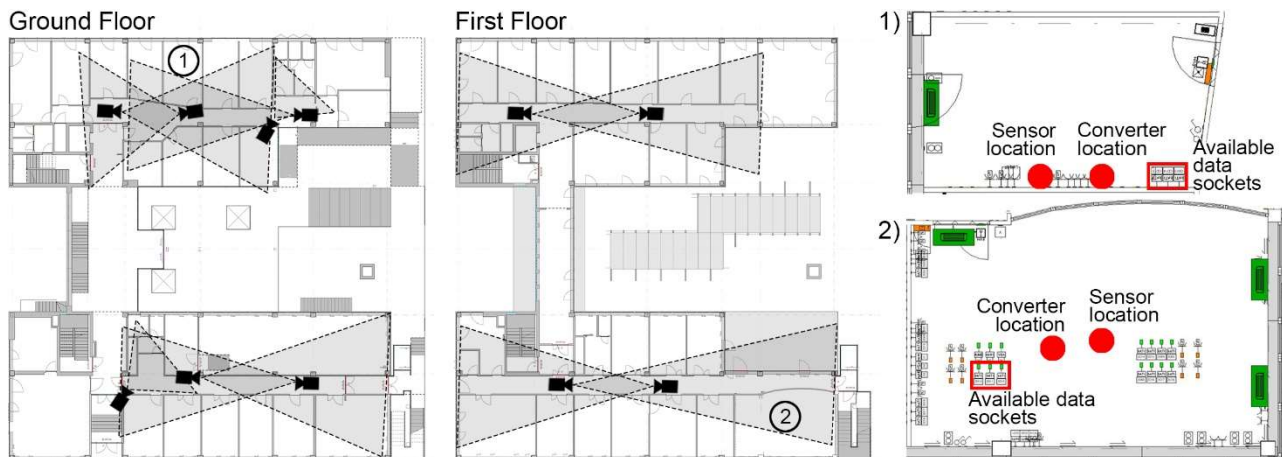 Ground Floor
First Floor
1)
1
2
Sensor
location
Converter
location
Available
data
sockets
2)
Converter
location
Sensor
location
Available data
sockets